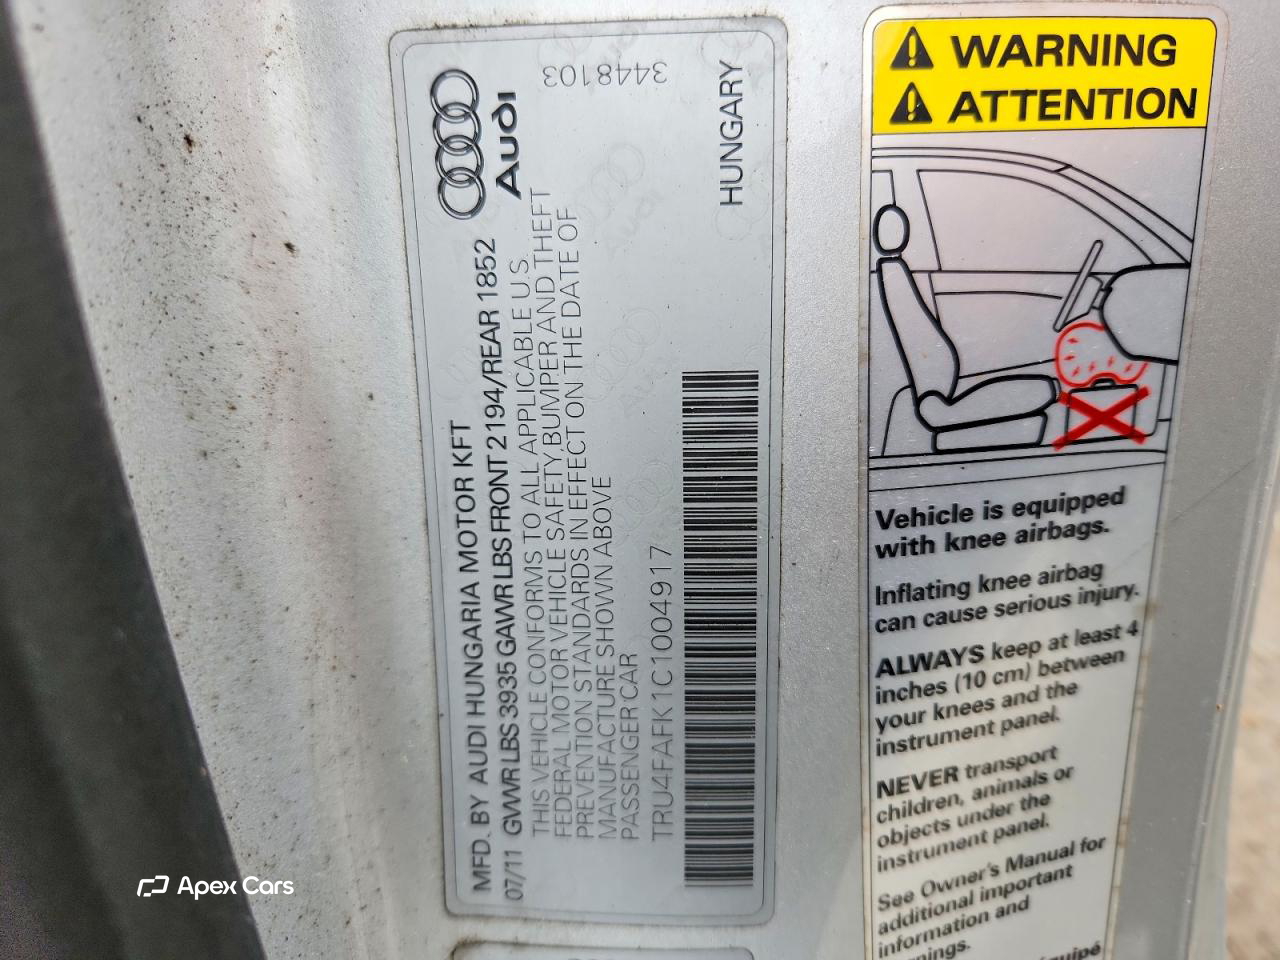 Audi
3448103
HUNGARY
MFD. BY AUDI HUNGARIA MOTOR KFT
07/11 GVWR LBS 3935 GAWR LBS FRONT 2194/REAR 1852
THIS VEHICLE CONFORMS TO ALL APPLICABLE U.S.
FEDERAL MOTOR VEHICLE SAFETY, BUMPER AND THEFT
PREVENTION STANDARDS IN EFFECT ON THE DATE OF
MANUFACTURE SHOWN ABOVE
PASSENGER CAR
TRU4FAFK1C1004917
WARNING
ATTENTION
Vehicle is equipped
with knee airbags.
Inflating knee airbag
can cause serious injury.
ALWAYS keep at least 4
inches (10 cm) between
your knees and the
instrument panel.
NEVER transport
children, animals or
objects under the
instrument panel.
See Owner's Manual for
additional important
information and
Apex Cars